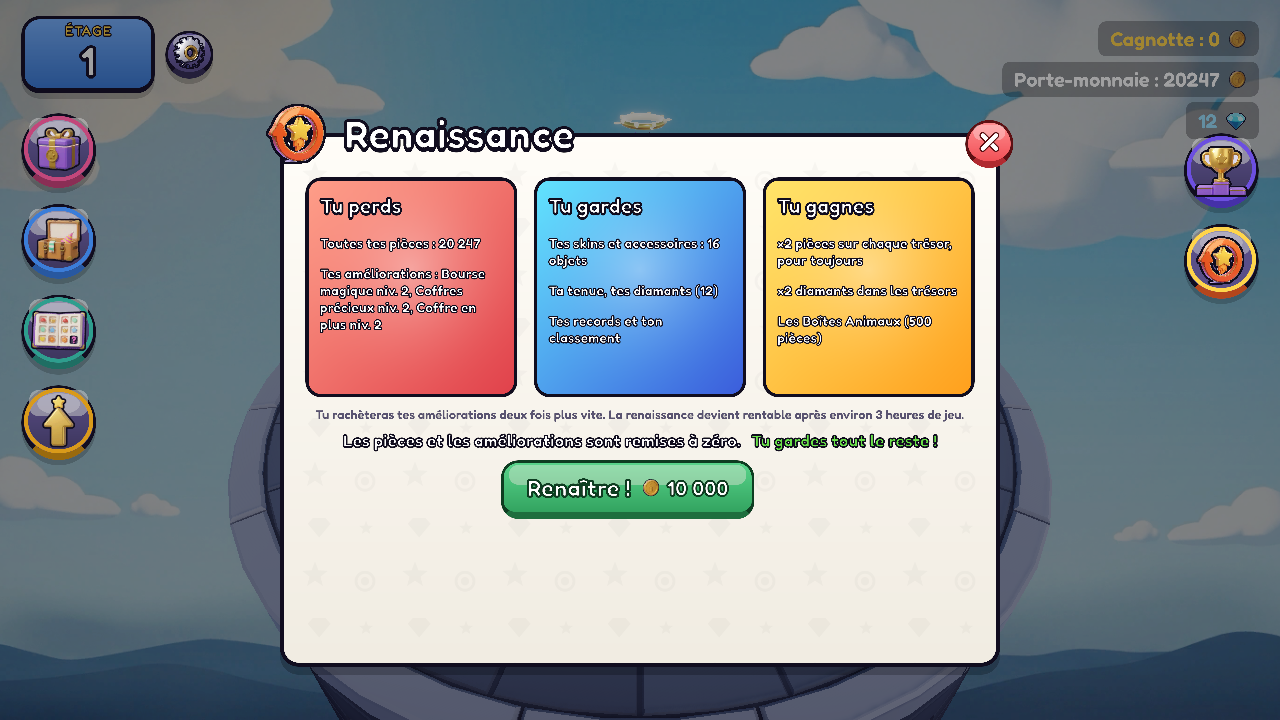 ÉTAGE
1
Cagnotte : 0
Porte-monnaie : 20247
12
Renaissance
Tu perds
Toutes tes pièces : 20 247
Tes améliorations : Bourse
magique niv. 2, Coffres
précieux niv. 2, Coffre en
plus niv. 2
Tu gardes
Tes skins et accessoires : 16
objets
Ta tenue, tes diamants (12)
Tes records et ton
classement
Tu gagnes
x2 pièces sur chaque trésor,
pour toujours
x2 diamants dans les trésors
Les Boîtes Animaux (500
pièces)
Tu rachèteras tes améliorations deux fois plus vite. La renaissance devient rentable après environ 3 heures de jeu.
Les pièces et les améliorations sont remises à zéro. Tu gardes tout le reste !
Renaître ! 10 000